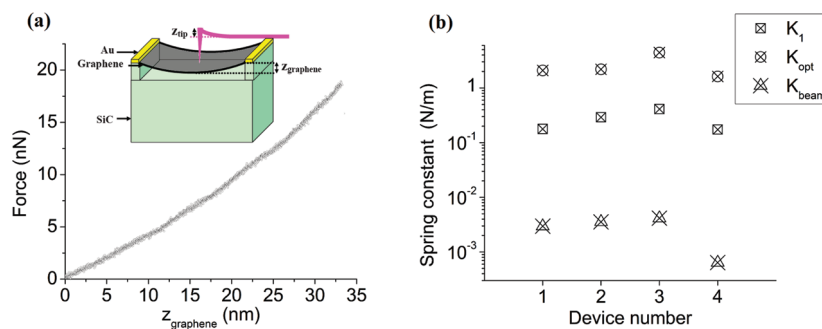 (a)
z_tip
Au
Graphene
z_graphene
SiC
Force (nN)
20
15
10
5
0
0 5 10 15 20 25 30 35
z_graphene (nm)
(b)
K_1
K_opt
K_beam
Spring constant (N/m)
1
10^-1
10^-2
10^-3
1 2 3 4
Device number